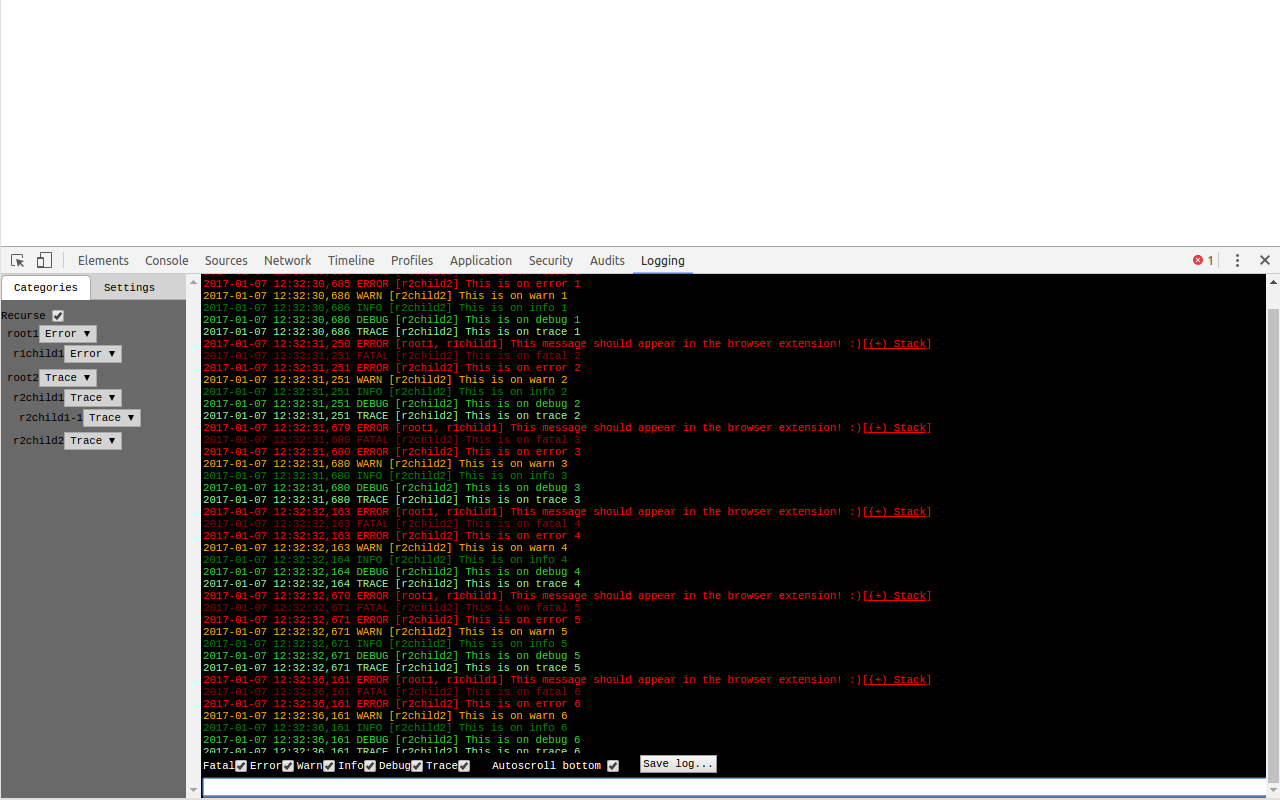 Elements Console Sources Network Timeline Profiles Application Security Audits Logging 1
Categories Settings
Recurse
root1 Error ▼
r1child1 Error ▼
root2 Trace ▼
r2child1 Trace ▼
r2child1-1 Trace ▼
r2child2 Trace ▼
2017-01-07 12:32:30,685 ERROR [r2child2] This is on error 1
2017-01-07 12:32:30,686 WARN [r2child2] This is on warn 1
2017-01-07 12:32:30,686 INFO [r2child2] This is on info 1
2017-01-07 12:32:30,686 DEBUG [r2child2] This is on debug 1
2017-01-07 12:32:30,686 TRACE [r2child2] This is on trace 1
2017-01-07 12:32:31,250 ERROR [root1, r1child1] This message should appear in the browser extension! :)[(+) Stack]
2017-01-07 12:32:31,251 FATAL [r2child2] This is on fatal 2
2017-01-07 12:32:31,251 ERROR [r2child2] This is on error 2
2017-01-07 12:32:31,251 WARN [r2child2] This is on warn 2
2017-01-07 12:32:31,251 INFO [r2child2] This is on info 2
2017-01-07 12:32:31,251 DEBUG [r2child2] This is on debug 2
2017-01-07 12:32:31,251 TRACE [r2child2] This is on trace 2
2017-01-07 12:32:31,679 ERROR [root1, r1child1] This message should appear in the browser extension! :)[(+) Stack]
2017-01-07 12:32:31,680 FATAL [r2child2] This is on fatal 3
2017-01-07 12:32:31,680 ERROR [r2child2] This is on error 3
2017-01-07 12:32:31,680 WARN [r2child2] This is on warn 3
2017-01-07 12:32:31,680 INFO [r2child2] This is on info 3
2017-01-07 12:32:31,680 DEBUG [r2child2] This is on debug 3
2017-01-07 12:32:31,680 TRACE [r2child2] This is on trace 3
2017-01-07 12:32:32,163 ERROR [root1, r1child1] This message should appear in the browser extension! :)[(+) Stack]
2017-01-07 12:32:32,163 FATAL [r2child2] This is on fatal 4
2017-01-07 12:32:32,163 ERROR [r2child2] This is on error 4
2017-01-07 12:32:32,163 WARN [r2child2] This is on warn 4
2017-01-07 12:32:32,164 INFO [r2child2] This is on info 4
2017-01-07 12:32:32,164 DEBUG [r2child2] This is on debug 4
2017-01-07 12:32:32,164 TRACE [r2child2] This is on trace 4
2017-01-07 12:32:32,670 ERROR [root1, r1child1] This message should appear in the browser extension! :)[(+) Stack]
2017-01-07 12:32:32,671 FATAL [r2child2] This is on fatal 5
2017-01-07 12:32:32,671 ERROR [r2child2] This is on error 5
2017-01-07 12:32:32,671 WARN [r2child2] This is on warn 5
2017-01-07 12:32:32,671 INFO [r2child2] This is on info 5
2017-01-07 12:32:32,671 DEBUG [r2child2] This is on debug 5
2017-01-07 12:32:32,671 TRACE [r2child2] This is on trace 5
2017-01-07 12:32:36,161 ERROR [root1, r1child1] This message should appear in the browser extension! :)[(+) Stack]
2017-01-07 12:32:36,161 FATAL [r2child2] This is on fatal 6
2017-01-07 12:32:36,161 ERROR [r2child2] This is on error 6
2017-01-07 12:32:36,161 WARN [r2child2] This is on warn 6
2017-01-07 12:32:36,161 INFO [r2child2] This is on info 6
2017-01-07 12:32:36,161 DEBUG [r2child2] This is on debug 6
2017-01-07 12:32:36,161 TRACE [r2child2] This is on trace 6
Fatal Error Warn Info Debug Trace Autoscroll bottom Save log...